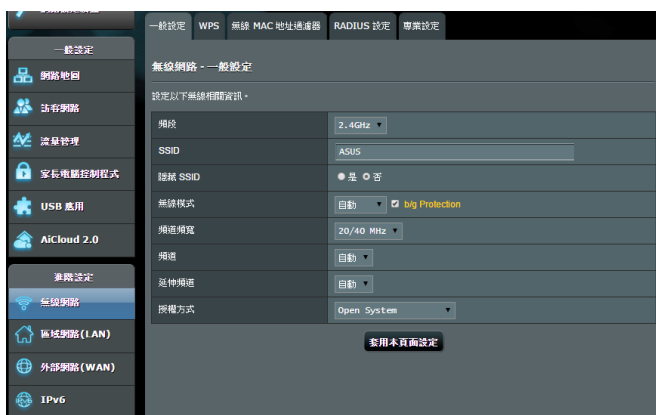 一般設定 WPS 無線 MAC 地址過濾器 RADIUS 設定 專業設定
一般設定
網路地圖
訪客網路
流量管理
家長電腦控制程式
USB 應用
AiCloud 2.0
進階設定
無線網路
區域網路(LAN)
外部網路(WAN)
IPv6
無線網路 - 一般設定
設定以下無線相關資訊。
頻段 2.4GHz
SSID ASUS
隱藏 SSID 是 否
無線模式 自動 b/g Protection
頻道頻寬 20/40 MHz
頻道 自動
延伸頻道 自動
授權方式 Open System
套用本頁面設定